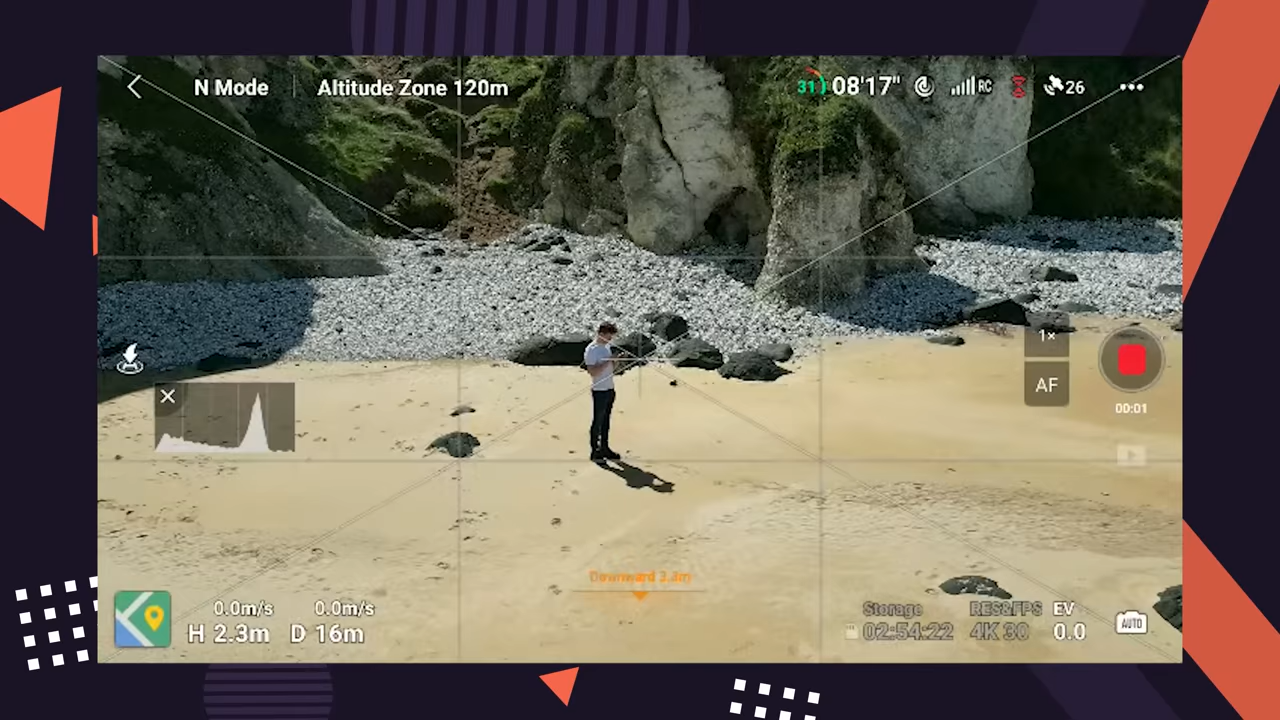 N Mode
Altitude Zone 120m
31
08'17"
RC
26
1×
AF
00:01
Downward 3.3m
0.0m/s
0.0m/s
H 2.3m
D 16m
Storage
02:54:22
RES&FPS
4K 30
EV
0.0
AUTO